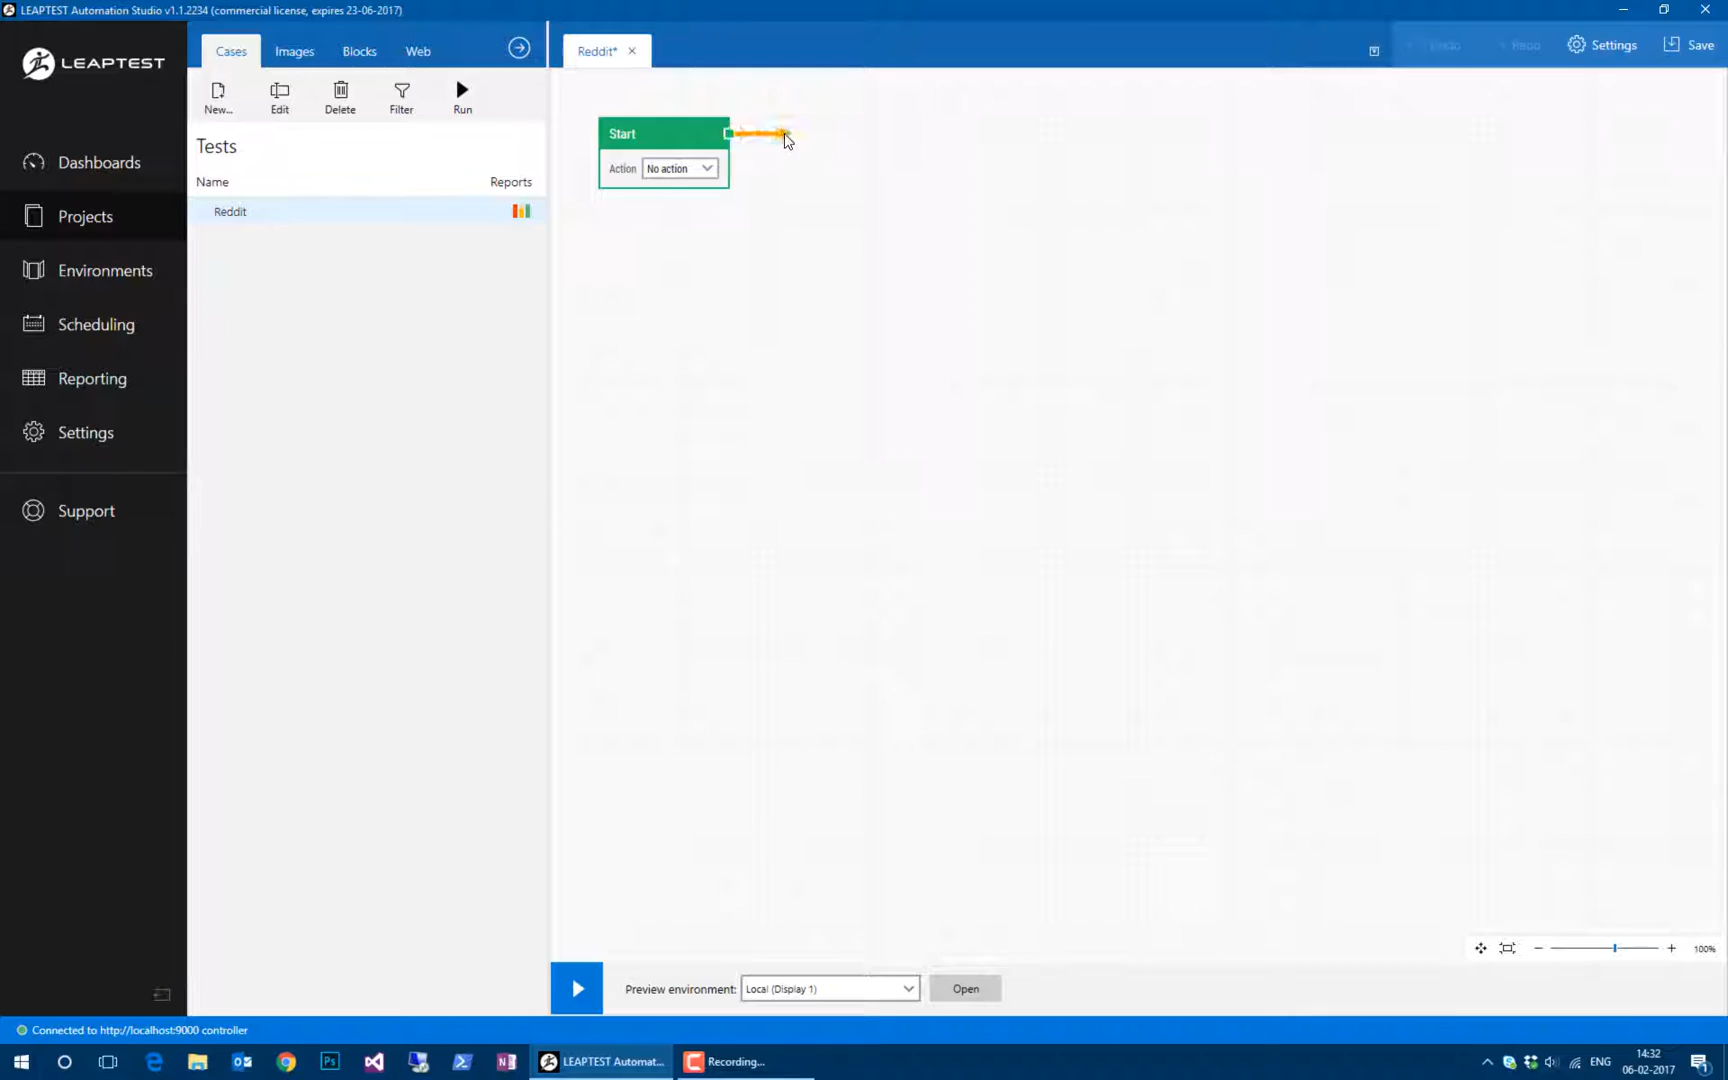 LEAPTEST Automation Studio v1.1.2234 (commercial license, expires 23-06-2017)
LEAPTEST
Cases Images Blocks Web
Reddit*
Undo Redo Settings Save
New... Edit Delete Filter Run
Start
Action No action
Tests
Name Reports
Reddit
Dashboards
Projects
Environments
Scheduling
Reporting
Settings
Support
100%
Preview environment: Local (Display 1) Open
Connected to http://localhost:9000 controller
LEAPTEST Automat...
Recording...
ENG
14:32
06-02-2017